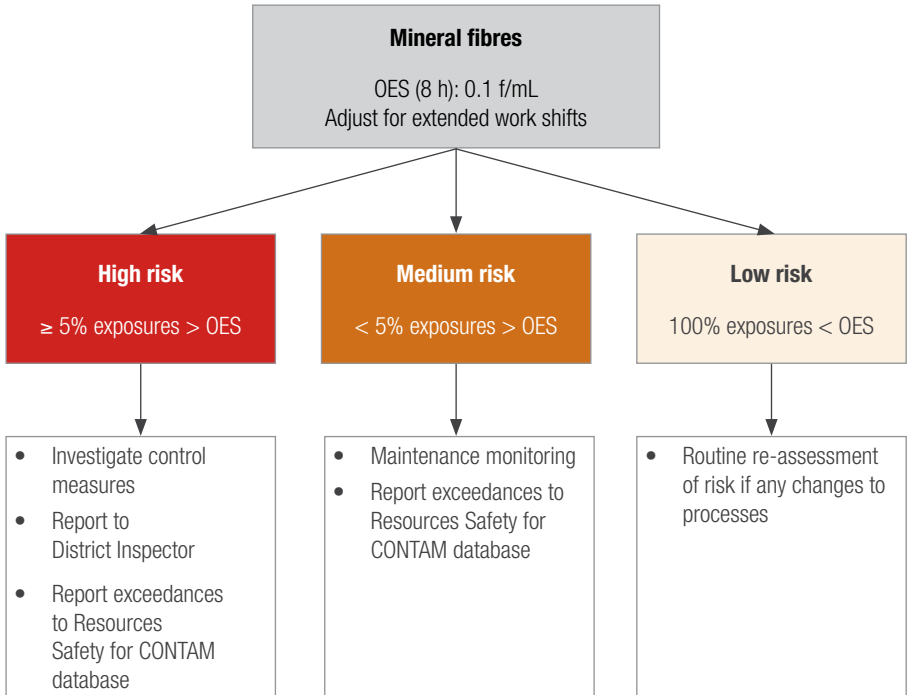 Mineral fibres
OES (8 h): 0.1 f/mL
Adjust for extended work shifts
High risk
≥ 5% exposures > OES
Medium risk
< 5% exposures > OES
Low risk
100% exposures < OES
• Investigate control
measures
• Report to
District Inspector
• Report exceedances
to Resources
Safety for CONTAM
database
• Maintenance monitoring
• Report exceedances to
Resources Safety for
CONTAM database
• Routine re-assessment
of risk if any changes to
processes